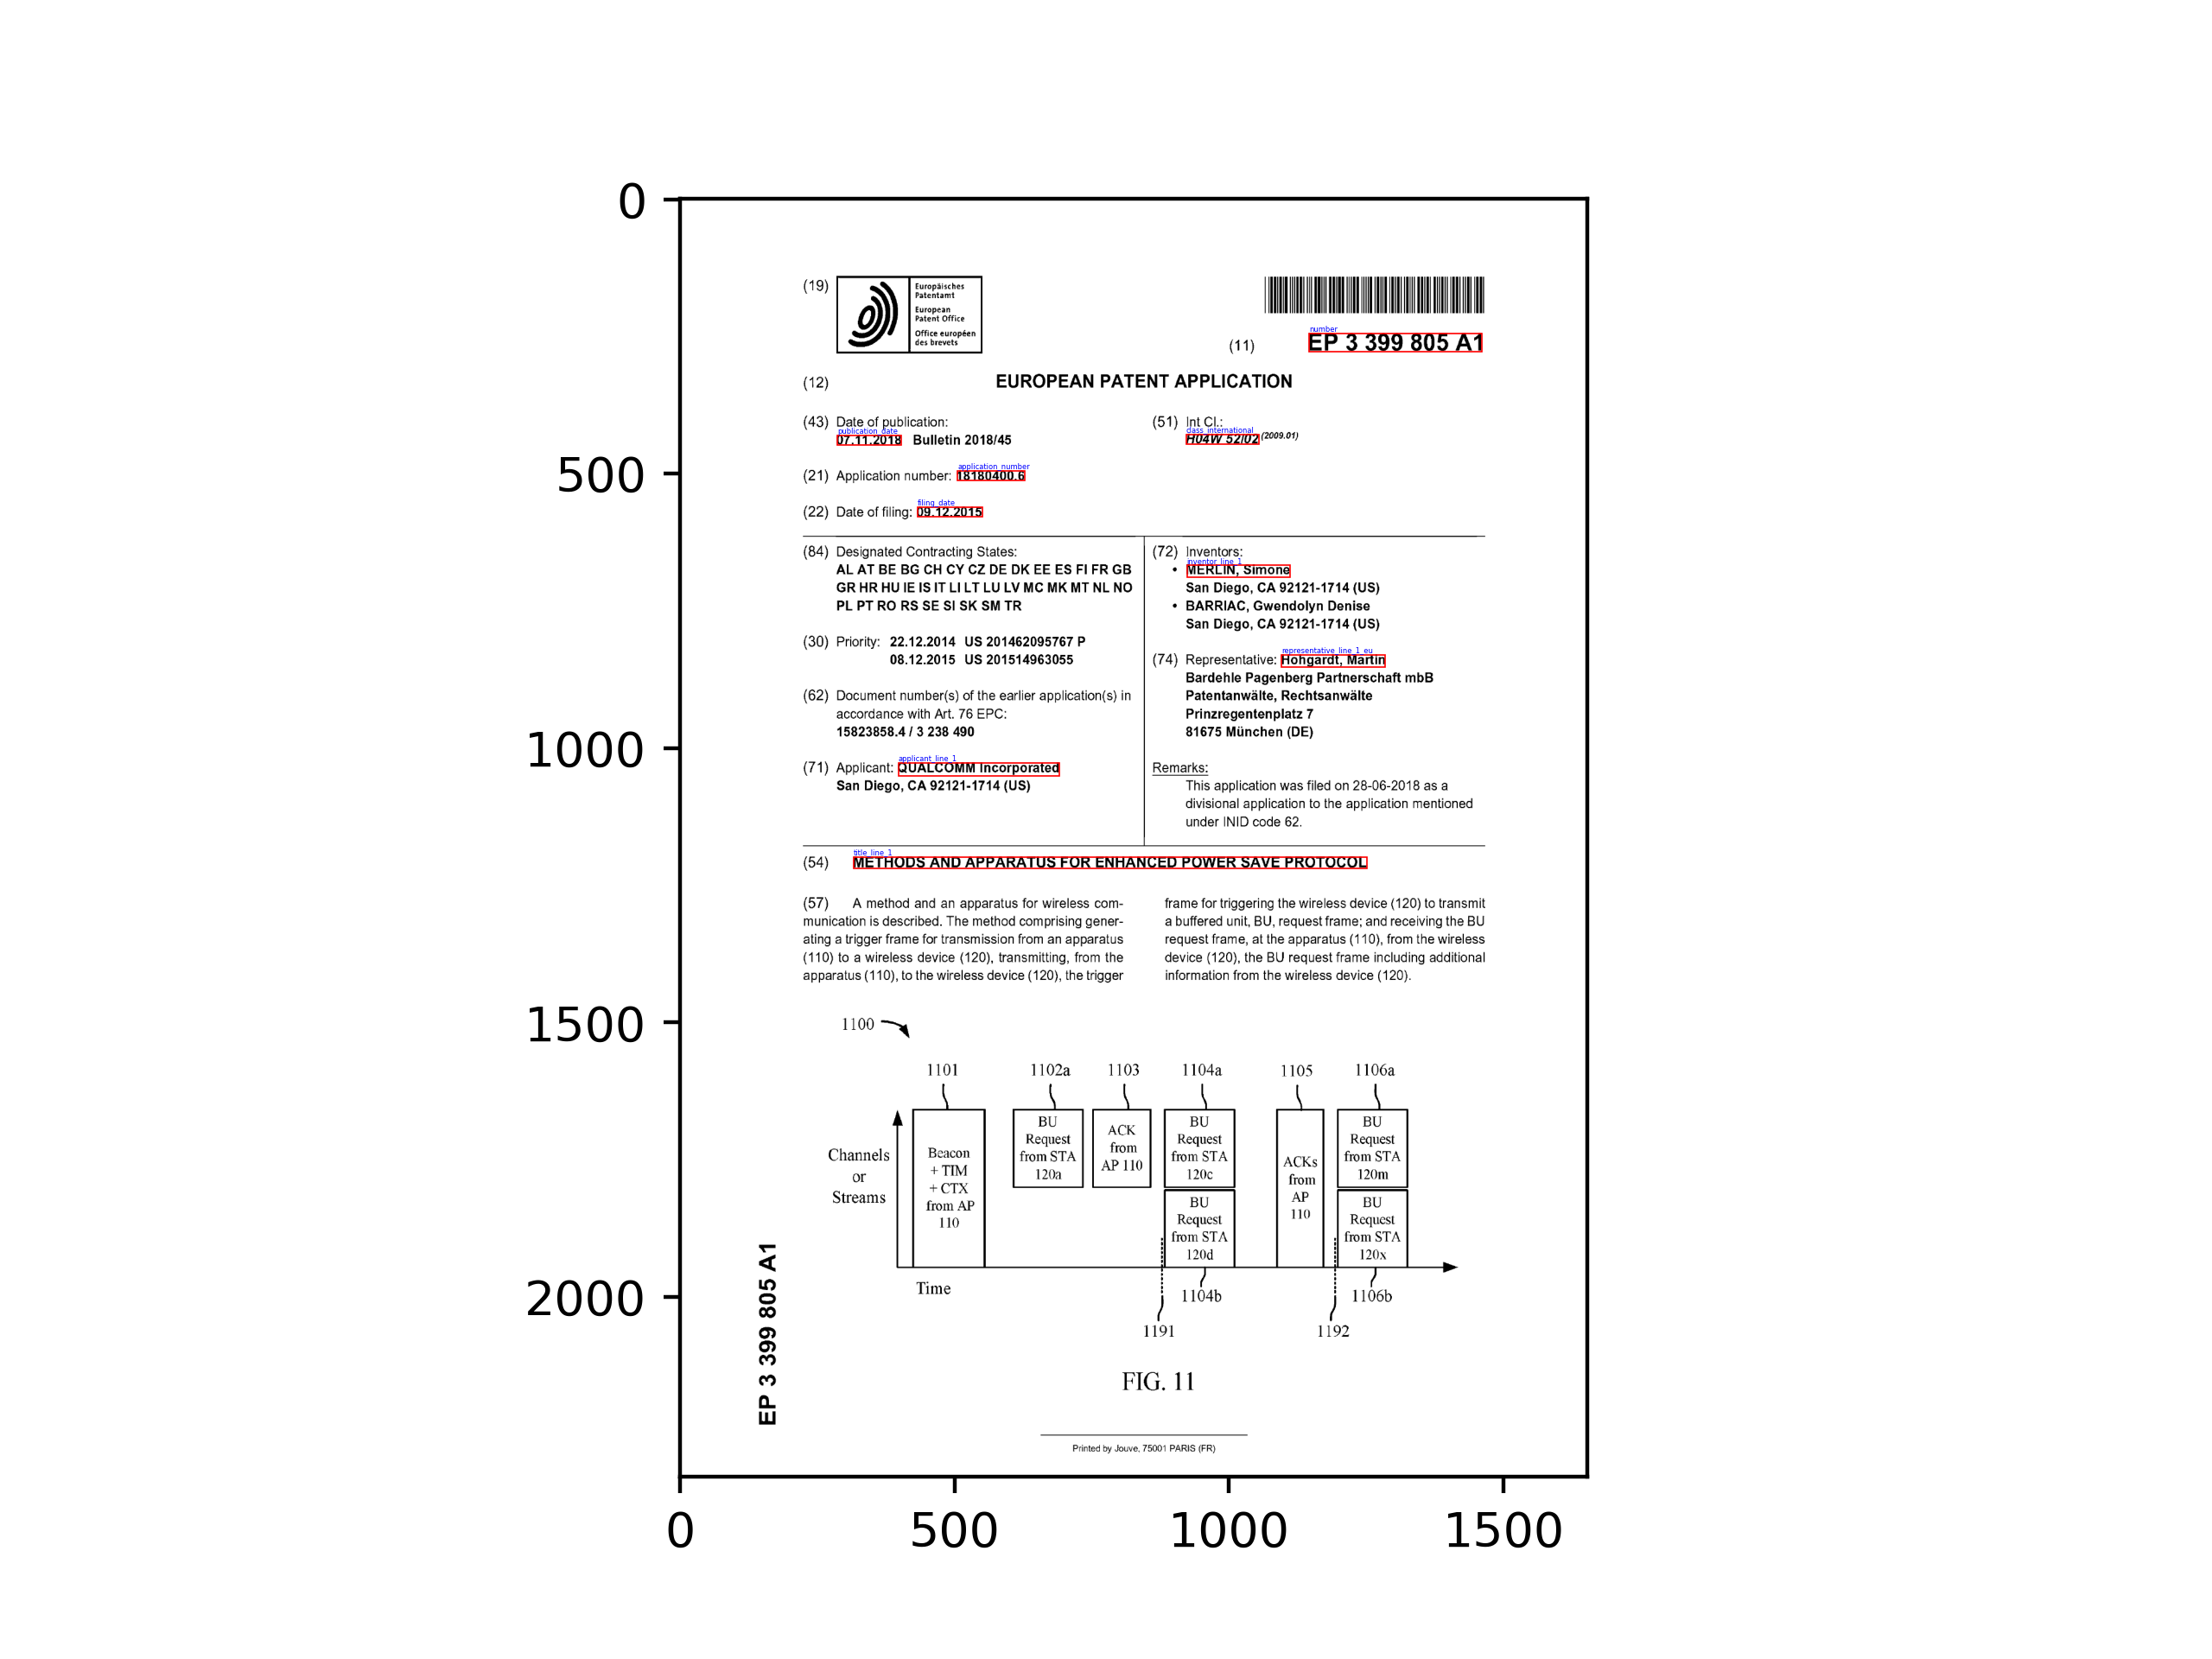 0
500
1000
1500
2000
0
500
1000
1500
(19)
Europäisches
Patentamt
European
Patent Office
Office européen
des brevets
number
(11)
EP 3 399 805 A1
(12)
EUROPEAN PATENT APPLICATION
(43) Date of publication:
publication_date
07.11.2018 Bulletin 2018/45
(51) Int Cl.:
class_international
H04W 52/02 (2009.01)
application_number
(21) Application number: 18180400.6
filing_date
(22) Date of filing: 09.12.2015
(84) Designated Contracting States:
AL AT BE BG CH CY CZ DE DK EE ES FI FR GB
GR HR HU IE IS IT LI LT LU LV MC MK MT NL NO
PL PT RO RS SE SI SK SM TR
(30) Priority: 22.12.2014 US 201462095767 P
08.12.2015 US 201514963055
(62) Document number(s) of the earlier application(s) in
accordance with Art. 76 EPC:
15823858.4 / 3 238 490
applicant_line_1
(71) Applicant: QUALCOMM Incorporated
San Diego, CA 92121-1714 (US)
(72) Inventors:
inventor_line_1
• MERLIN, Simone
San Diego, CA 92121-1714 (US)
• BARRIAC, Gwendolyn Denise
San Diego, CA 92121-1714 (US)
representative_line_1_eu
(74) Representative: Hohgardt, Martin
Bardehle Pagenberg Partnerschaft mbB
Patentanwälte, Rechtsanwälte
Prinzregentenplatz 7
81675 München (DE)
Remarks:
This application was filed on 28-06-2018 as a
divisional application to the application mentioned
under INID code 62.
title_line_1
(54) METHODS AND APPARATUS FOR ENHANCED POWER SAVE PROTOCOL
(57) A method and an apparatus for wireless com-
munication is described. The method comprising gener-
ating a trigger frame for transmission from an apparatus
(110) to a wireless device (120), transmitting, from the
apparatus (110), to the wireless device (120), the trigger
frame for triggering the wireless device (120) to transmit
a buffered unit, BU, request frame; and receiving the BU
request frame, at the apparatus (110), from the wireless
device (120), the BU request frame including additional
information from the wireless device (120).
1100
1101
1102a
1103
1104a
1105
1106a
Channels
or
Streams
Beacon
+ TIM
+ CTX
from AP
110
BU
Request
from STA
120a
ACK
from
AP 110
BU
Request
from STA
120c
BU
Request
from STA
120d
ACKs
from
AP
110
BU
Request
from STA
120m
BU
Request
from STA
120x
Time
1104b
1106b
1191
1192
FIG. 11
EP 3 399 805 A1
Printed by Jouve, 75001 PARIS (FR)